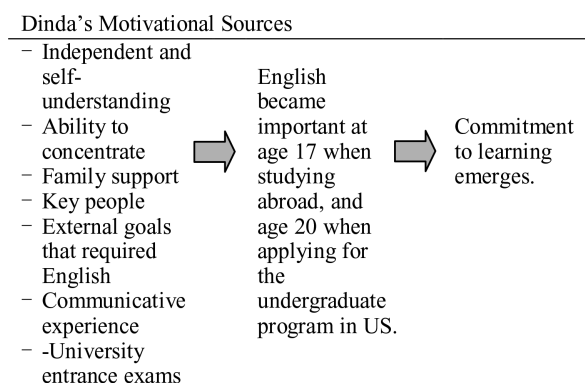 Dinda's Motivational Sources
− Independent and
self-
understanding
− Ability to
concentrate
− Family support
− Key people
− External goals
that required
English
− Communicative
experience
− -University
entrance exams
English
became
important at
age 17 when
studying
abroad, and
age 20 when
applying for
the
undergraduate
program in US.
Commitment
to learning
emerges.